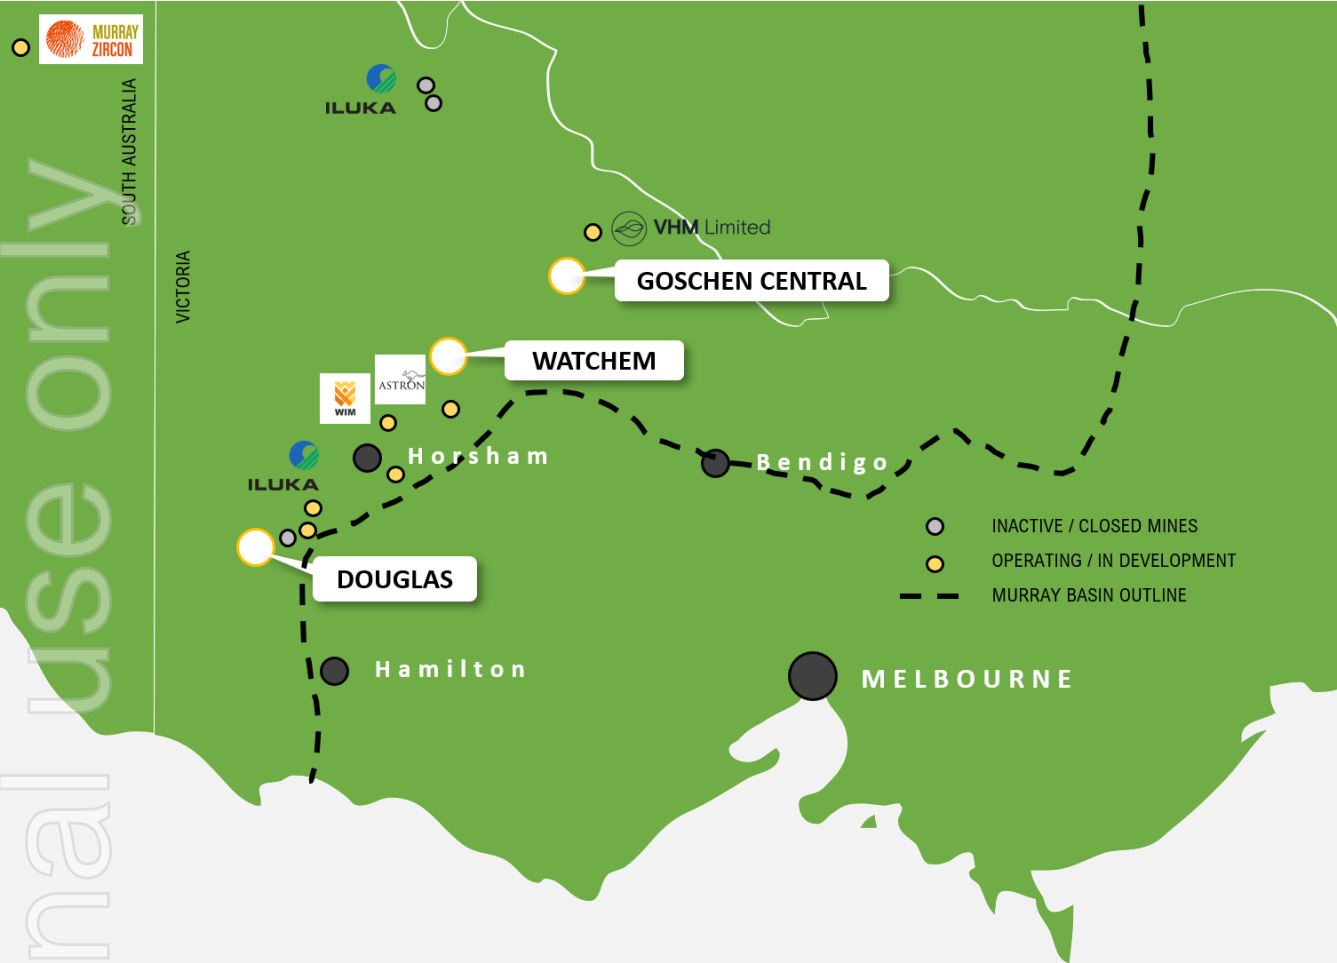 MURRAY
ZIRCON
SOUTH AUSTRALIA
VICTORIA
ILUKA
VHM Limited
GOSCHEN CENTRAL
WATCHEM
ASTRON
WIM
Horsham
Bendigo
ILUKA
INACTIVE / CLOSED MINES
OPERATING / IN DEVELOPMENT
MURRAY BASIN OUTLINE
DOUGLAS
Hamilton
MELBOURNE
nal use only